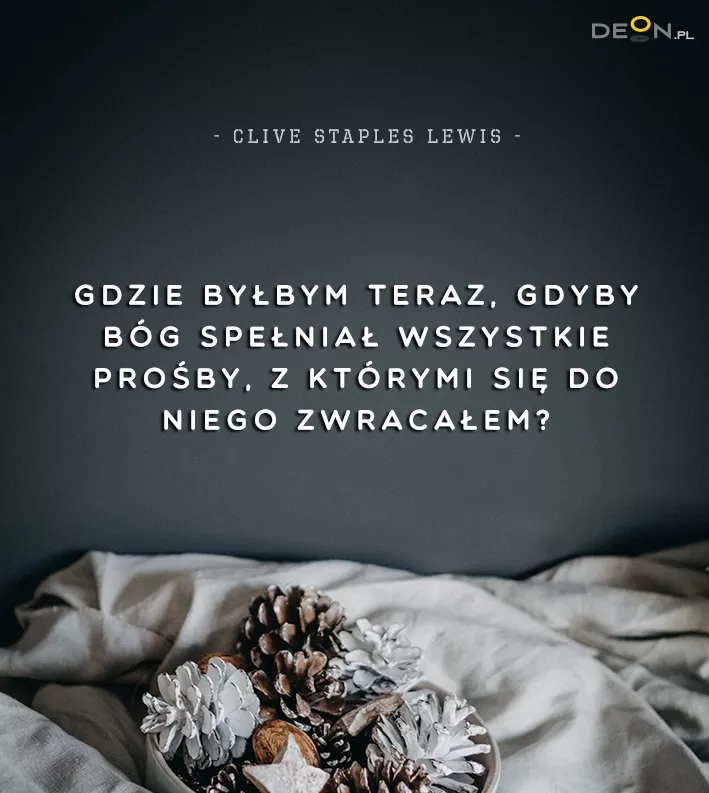 DEON.PL
- CLIVE STAPLES LEWIS -
GDZIE BYŁBYM TERAZ, GDYBY
BÓG SPEŁNIAŁ WSZYSTKIE
PROŚBY, Z KTÓRYMI SIĘ DO
NIEGO ZWRACAŁEM?